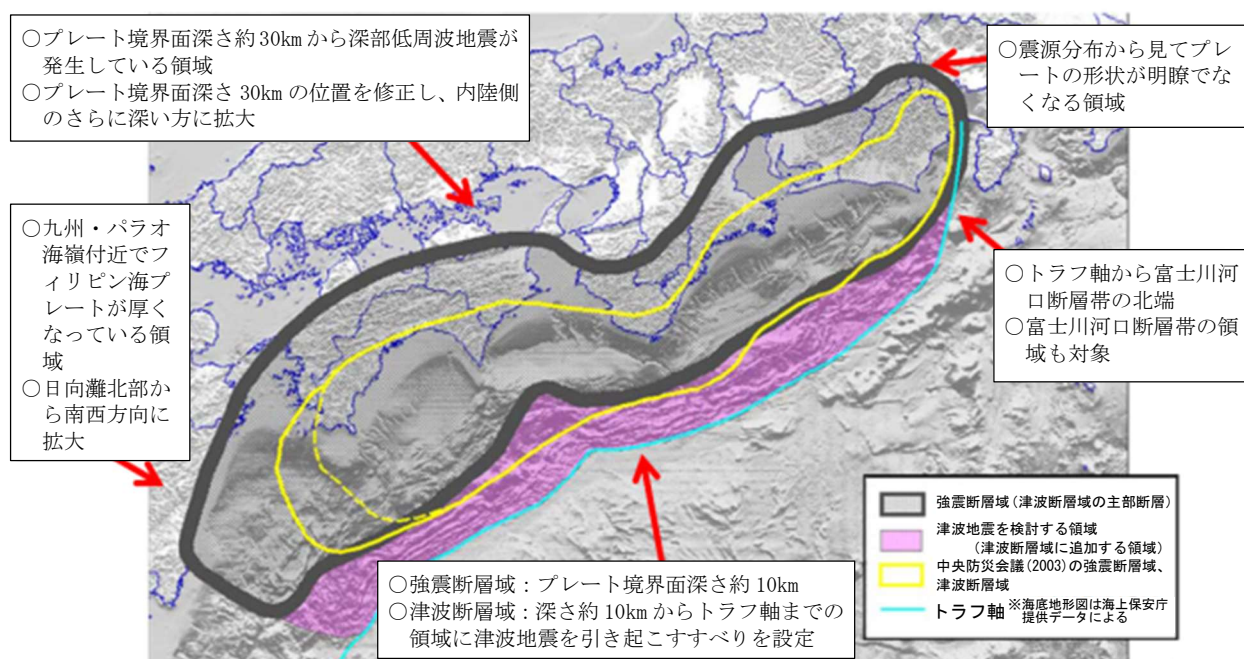 ○プレート境界面深さ約30kmから深部低周波地震が
発生している領域
○プレート境界面深さ30kmの位置を修正し、内陸側
のさらに深い方に拡大
○震源分布から見てプレ
ートの形状が明瞭でな
くなる領域
○九州・パラオ
海嶺付近でフ
ィリピン海プ
レートが厚く
なっている領
域
○日向灘北部か
ら南西方向に
拡大
○トラフ軸から富士川河
口断層帯の北端
○富士川河口断層帯の領
域も対象
○強震断層域：プレート境界面深さ約10km
○津波断層域：深さ約10kmからトラフ軸までの
領域に津波地震を引き起こすすべりを設定
強震断層域(津波断層域の主部断層)
津波地震を検討する領域
(津波断層域に追加する領域)
中央防災会議(2003)の強震断層域、
津波断層域
トラフ軸 ※海底地形図は海上保安庁
提供データによる